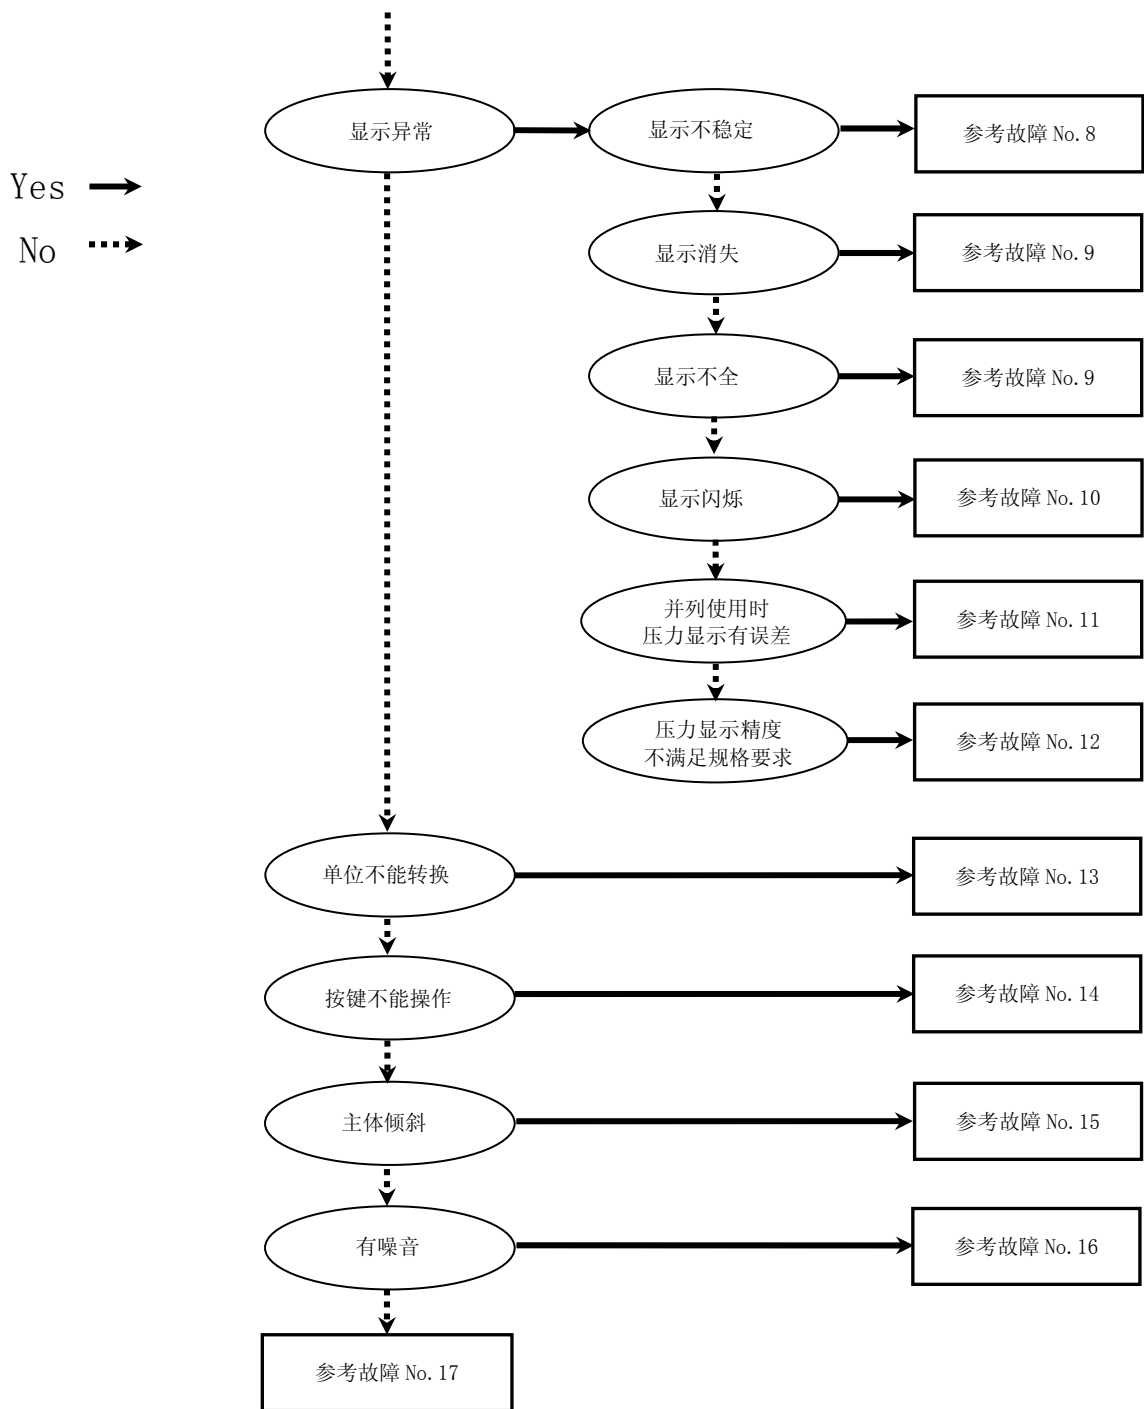 显示异常
显示不稳定
参考故障 No.8
Yes
No
显示消失
参考故障 No.9
显示不全
参考故障 No.9
显示闪烁
参考故障 No.10
并列使用时
压力显示有误差
参考故障 No.11
压力显示精度
不满足规格要求
参考故障 No.12
单位不能转换
参考故障 No.13
按键不能操作
参考故障 No.14
主体倾斜
参考故障 No.15
有噪音
参考故障 No.16
参考故障 No.17